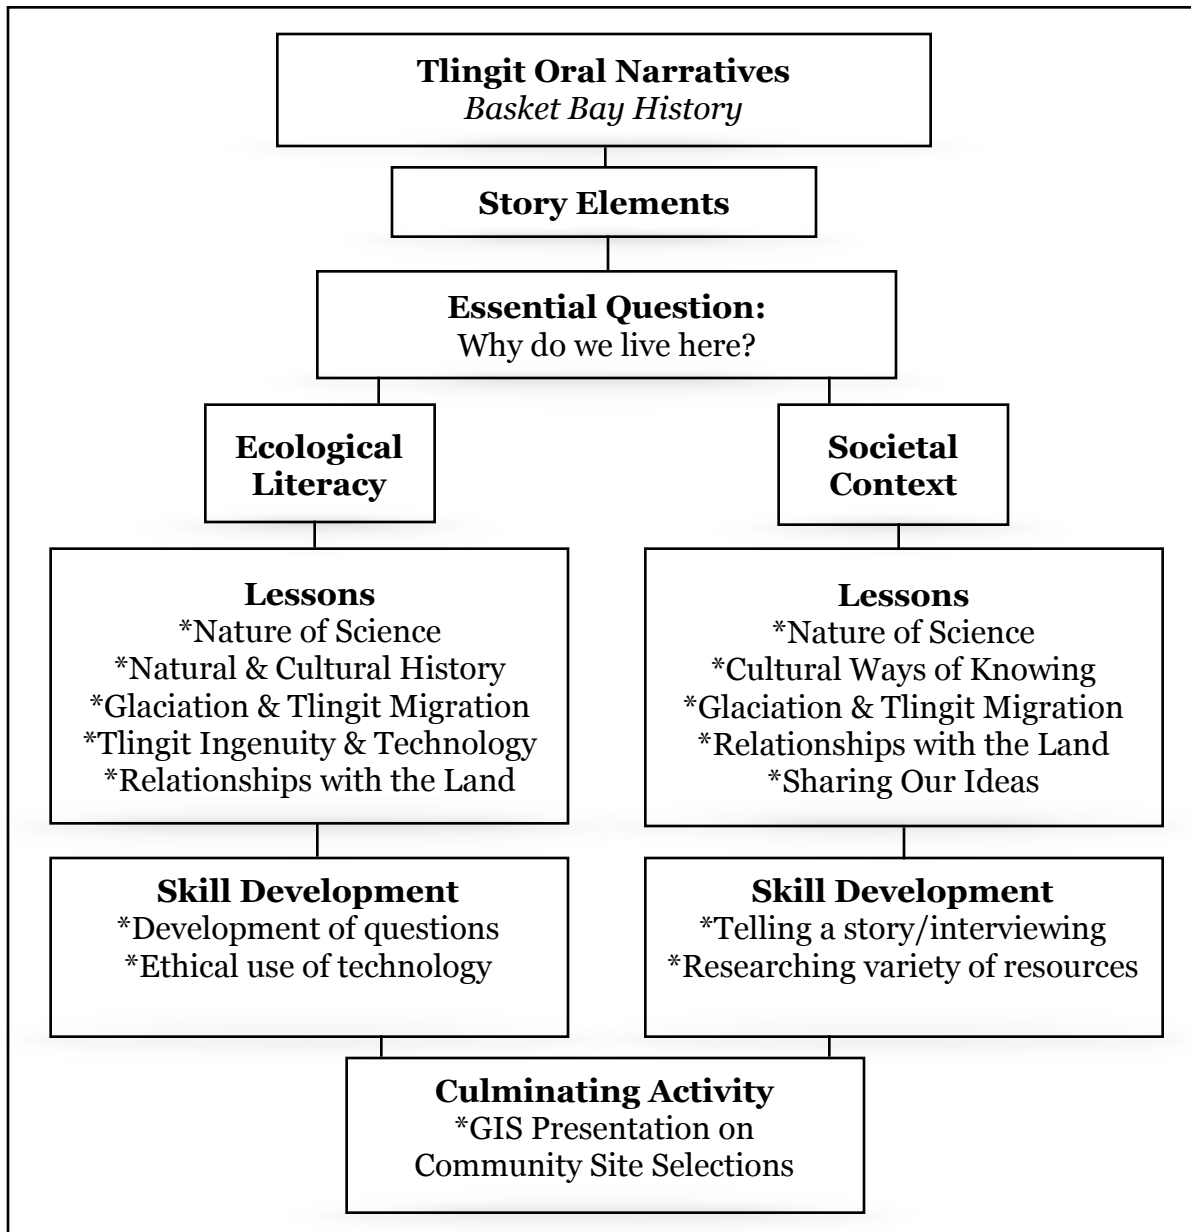 Tlingit Oral Narratives
Basket Bay History
Story Elements
Essential Question:
Why do we live here?
Ecological
Literacy
Societal
Context
Lessons
*Nature of Science
*Natural & Cultural History
*Glaciation & Tlingit Migration
*Tlingit Ingenuity & Technology
*Relationships with the Land
Lessons
*Nature of Science
*Cultural Ways of Knowing
*Glaciation & Tlingit Migration
*Relationships with the Land
*Sharing Our Ideas
Skill Development
*Development of questions
*Ethical use of technology
Skill Development
*Telling a story/interviewing
*Researching variety of resources
Culminating Activity
*GIS Presentation on
Community Site Selections